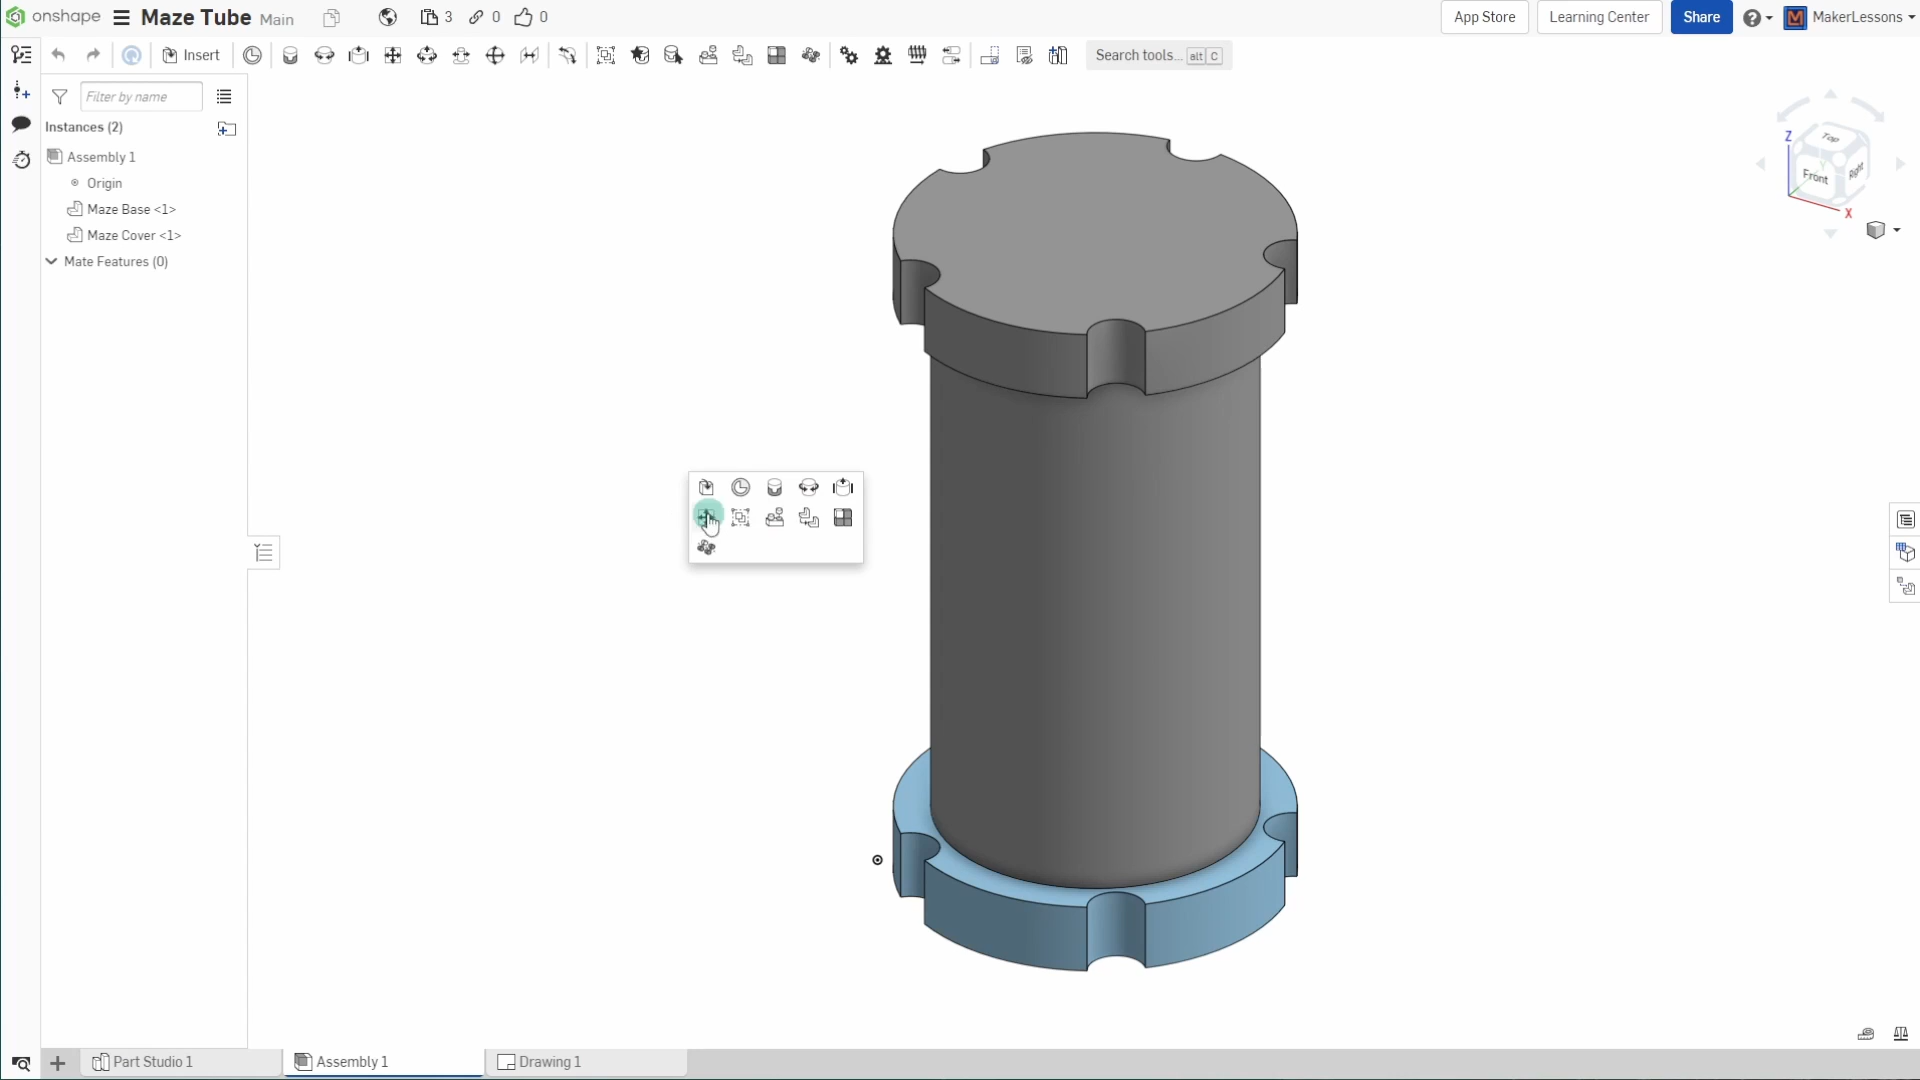 onshape Maze Tube Main 3 0 0 App Store Learning Center Share MakerLessons
Insert Search tools... alt C
Filter by name
Instances (2)
Assembly 1
Origin
Maze Base <1>
Maze Cover <1>
Mate Features (0)
Top
Z
Y
Front Right
X
Part Studio 1 Assembly 1 Drawing 1